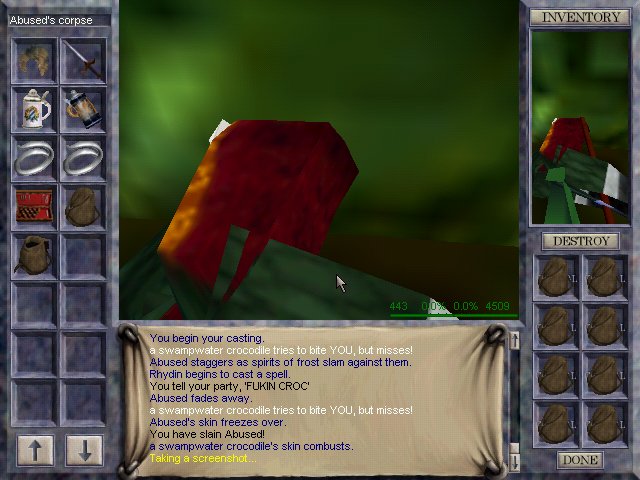 Abused's corpse
INVENTORY
DESTROY
L
L
L
L
L
L
L
L
DONE
443 0.0% 0.0% 4509
You begin your casting.
a swampwater crocodile tries to bite YOU, but misses!
Abused staggers as spirits of frost slam against them.
Rhydin begins to cast a spell.
You tell your party, 'FUKIN CROC'
Abused fades away.
a swampwater crocodile tries to bite YOU, but misses!
Abused's skin freezes over.
You have slain Abused!
a swampwater crocodile's skin combusts.
Taking a screenshot...